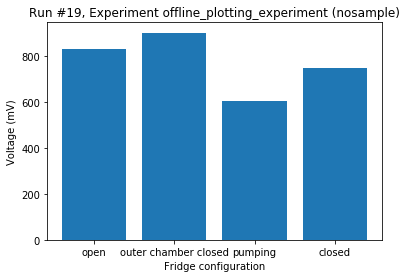 Run #19, Experiment offline_plotting_experiment (nosample)
Voltage (mV)
800
600
400
200
0
open outer chamber closed pumping closed
Fridge configuration